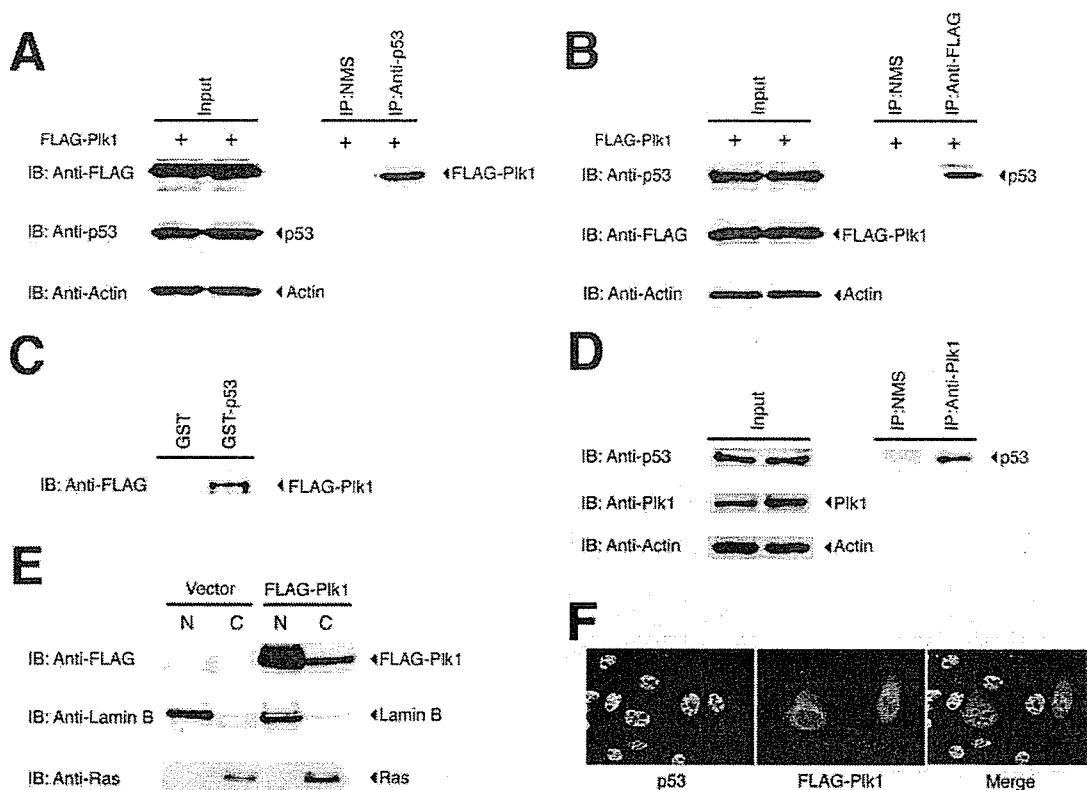 A
Input
IP:NMS
IP:Anti-p53
FLAG-Plk1 + + + +
IB: Anti-FLAG FLAG-Plk1
IB: Anti-p53 p53
IB: Anti-Actin Actin
B
Input
IP:NMS
IP:Anti-FLAG
FLAG-Plk1 + + + +
IB: Anti-p53 p53
IB: Anti-FLAG FLAG-Plk1
IB: Anti-Actin Actin
C
GST
GST-p53
IB: Anti-FLAG FLAG-Plk1
D
Input
IP:NMS
IP:Anti-Plk1
IB: Anti-p53 p53
IB: Anti-Plk1 Plk1
IB: Anti-Actin Actin
E
Vector FLAG-Plk1
N C N C
IB: Anti-FLAG FLAG-Plk1
IB: Anti-Lamin B Lamin B
IB: Anti-Ras Ras
F
p53 FLAG-Plk1 Merge